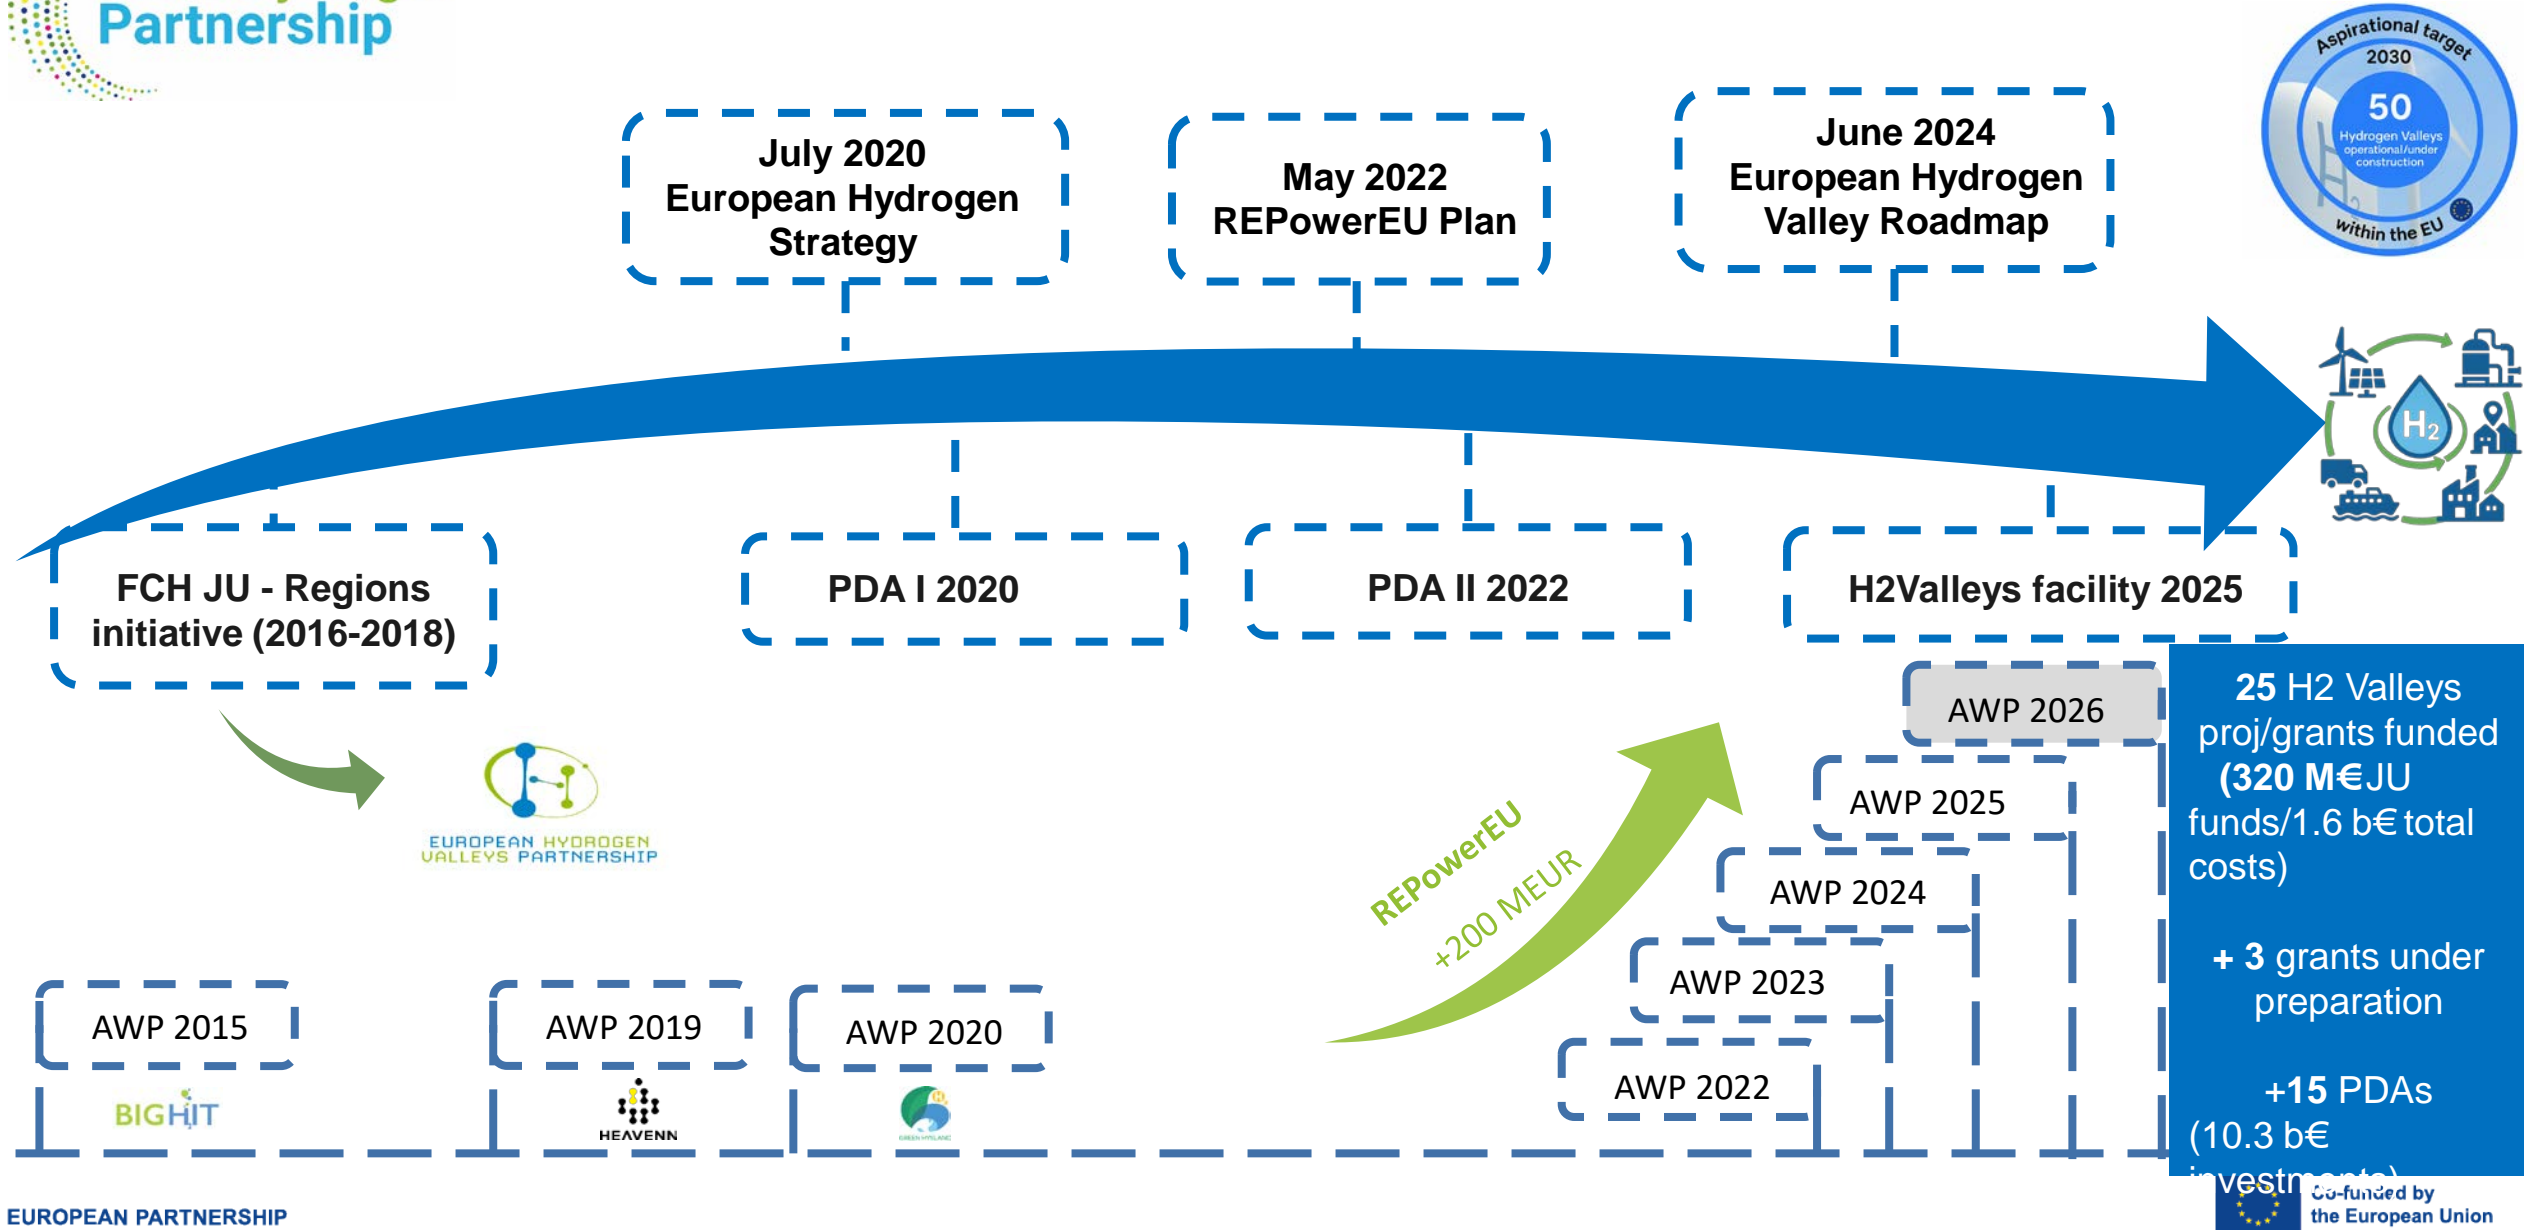 Partnership
Aspirational target
2030
50
Hydrogen Valleys
operational/under
construction
within the EU
July 2020
European Hydrogen
Strategy
May 2022
REPowerEU Plan
June 2024
European Hydrogen
Valley Roadmap
H2
FCH JU - Regions
initiative (2016-2018)
PDA I 2020
PDA II 2022
H2Valleys facility 2025
EUROPEAN HYDROGEN
VALLEYS PARTNERSHIP
REPowerEU
+200 MEUR
AWP 2026
AWP 2025
AWP 2024
AWP 2023
AWP 2022
AWP 2015
BIGHIT
AWP 2019
HEAVENN
AWP 2020
GREEN HYSLAND
25 H2 Valleys
proj/grants funded
(320 M€ JU
funds/1.6 b€ total
costs)
+ 3 grants under
preparation
+15 PDAs
(10.3 b€
investments)
EUROPEAN PARTNERSHIP
Co-funded by
the European Union